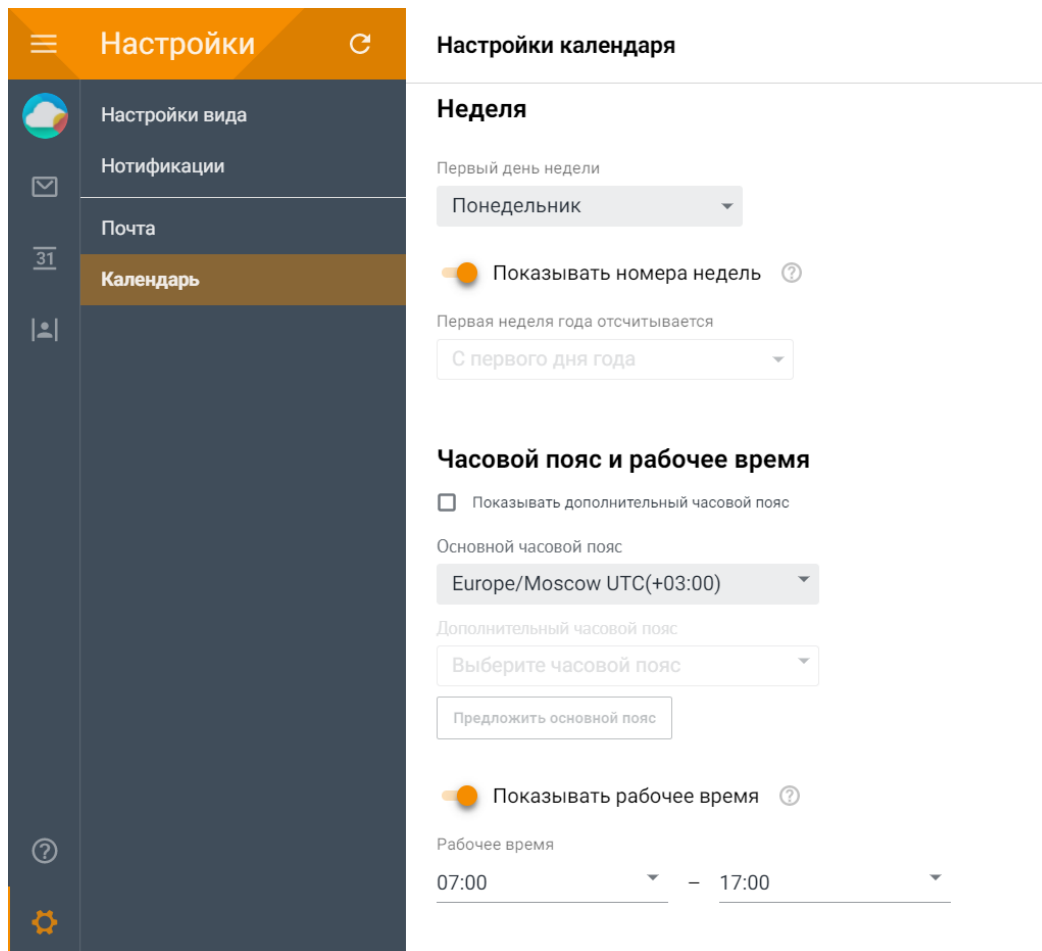 Настройки
Настройки вида
Нотификации
Почта
31
Календарь
Настройки календаря
Неделя
Первый день недели
Понедельник
Показывать номера недель
Первая неделя года отсчитывается
С первого дня года
Часовой пояс и рабочее время
Показывать дополнительный часовой пояс
Основной часовой пояс
Europe/Moscow UTC(+03:00)
Дополнительный часовой пояс
Выберите часовой пояс
Предложить основной пояс
Показывать рабочее время
Рабочее время
07:00 – 17:00